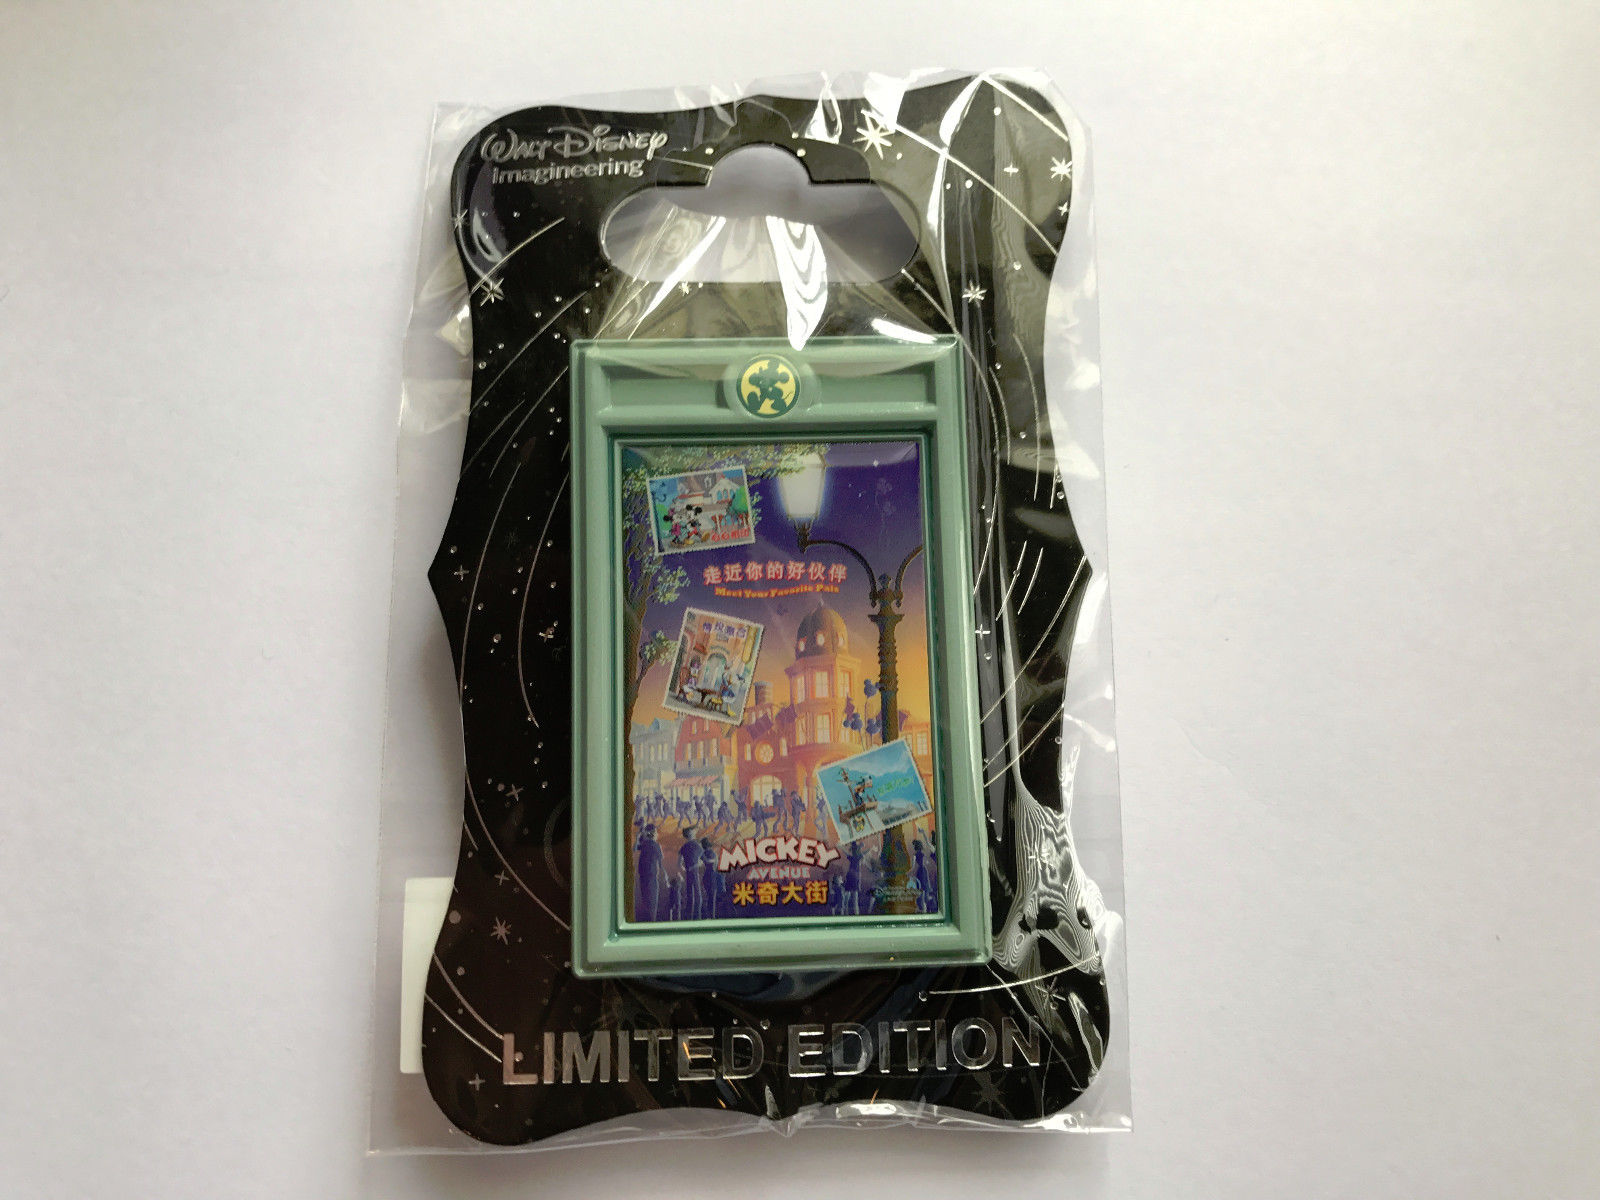 WALT DISNEY
Imagineering
走近你的好伙伴
Meet Your Favorite Pals
MICKEY
AVENUE
米奇大街
LIMITED EDITION